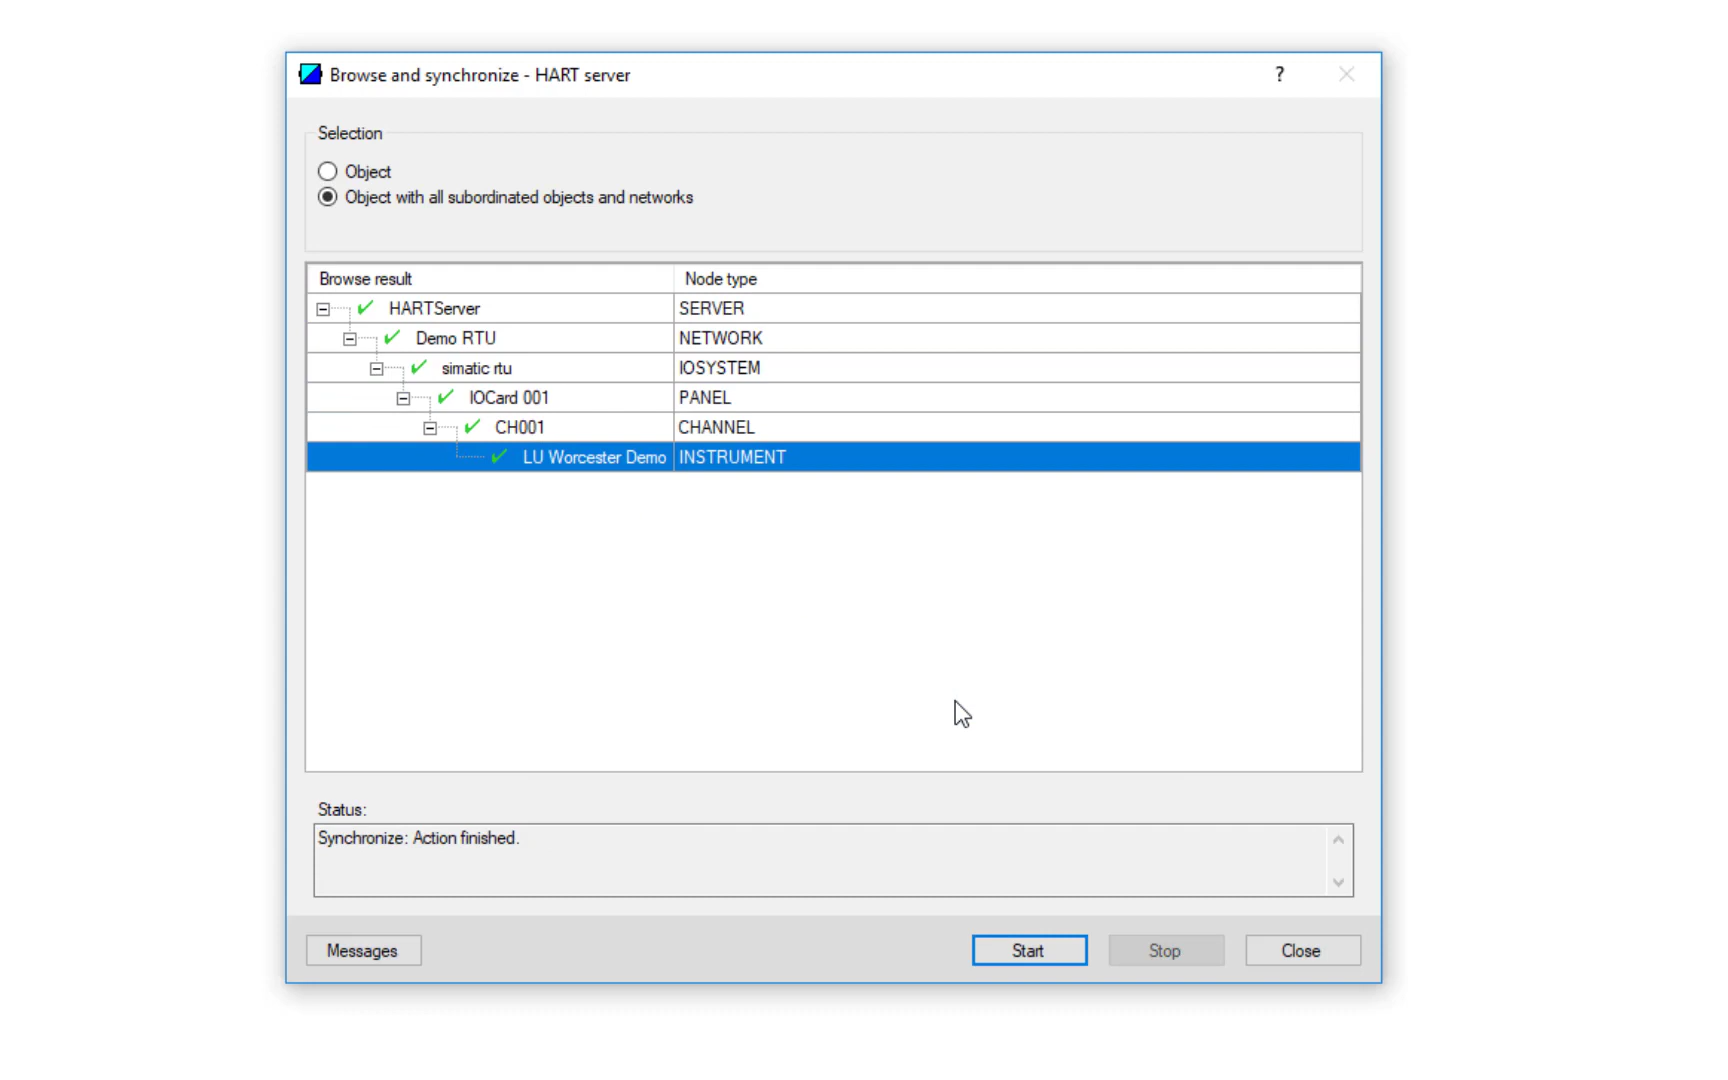 Browse and synchronize - HART server ?
Selection
Object
Object with all subordinated objects and networks
Browse result Node type
HARTServer SERVER
Demo RTU NETWORK
simatic rtu IOSYSTEM
IOCard 001 PANEL
CH001 CHANNEL
LU Worcester Demo INSTRUMENT
Status:
Synchronize: Action finished.
Messages Start Stop Close